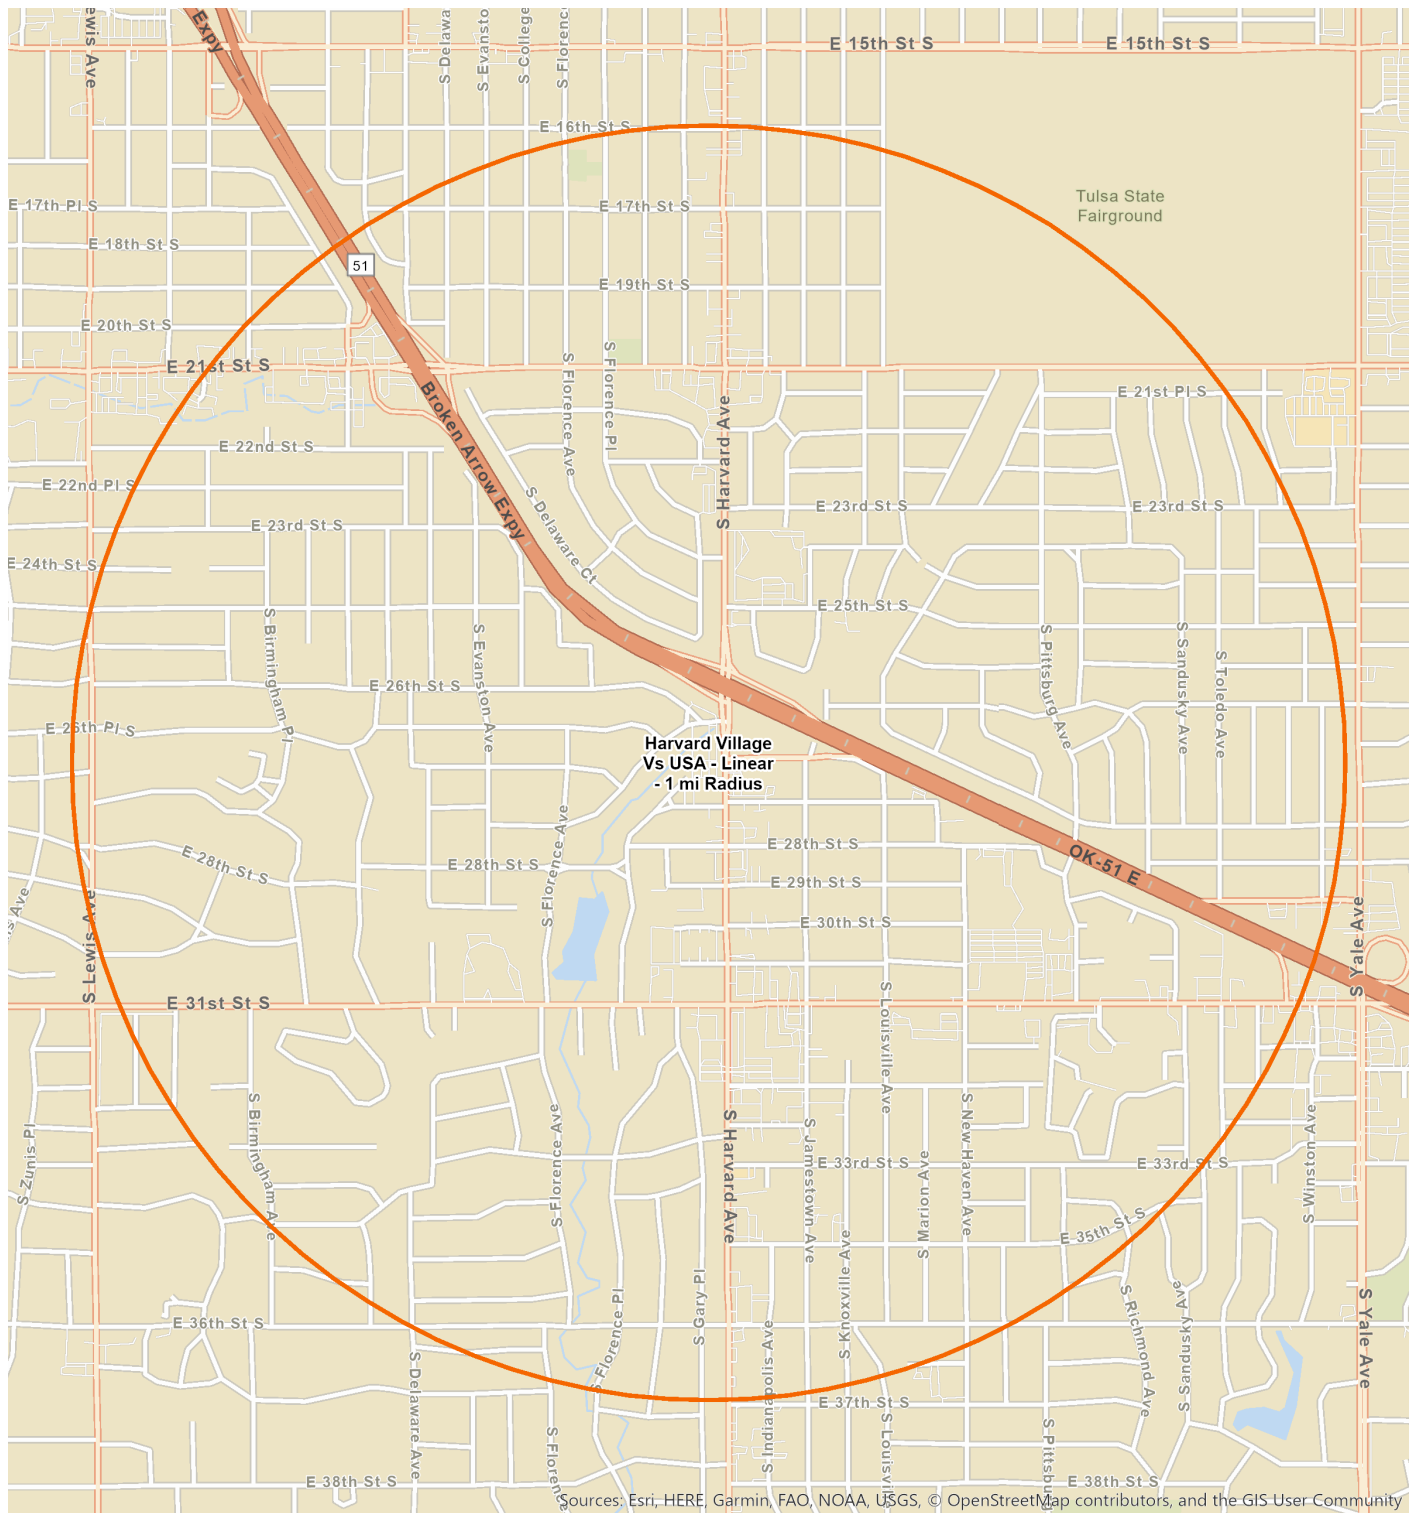 ewis Ave
Expy
S Delawa
S Evansto
S College
S Florenc
E 15th St S
E 15th St S
E 16th St S
E 17th Pl S
E 17th St S
Tulsa State
Fairground
E 18th St S
51
E 19th St S
E 20th St S
E 21st St S
S Florence Ave
S Florence Pl
Broken Arrow Expy
S Harvard Ave
E 21st Pl S
E 22nd St S
E 22nd Pl S
S Delaware Ct
E 23rd St S
E 23rd St S
E 23rd St S
E 24th St S
E 25th St S
S Birmingham Pl
S Evanston Ave
S Pittsburg Ave
S Sandusky Ave
S Toledo Ave
E 26th St S
E 26th Pl S
Harvard Village
Vs USA - Linear
- 1 mi Radius
E 28th St S
E 28th St S
E 28th St S
S Florence Ave
OK-51 E
E 29th St S
E 30th St S
S Lewis Ave
S Yale Ave
E 31st St S
S Louisville Ave
S Zunis Pl
S Birmingham Ave
S Florence Ave
S Harvard Ave
S Jamestown Ave
S Marion Ave
S New Haven Ave
S Winston Ave
E 33rd St S
E 33rd St S
E 35th St S
S Knoxville Ave
S Gary Pl
S Florence Pl
S Indianapolis Ave
S Richmond Ave
S Sandusky Ave
S Yale Ave
E 36th St S
S Delaware Ave
E 37th St S
S Florence
S Louisvill
S Pittsburg
E 38th St S
E 38th St S
Sources: Esri, HERE, Garmin, FAO, NOAA, USGS, © OpenStreetMap contributors, and the GIS User Community